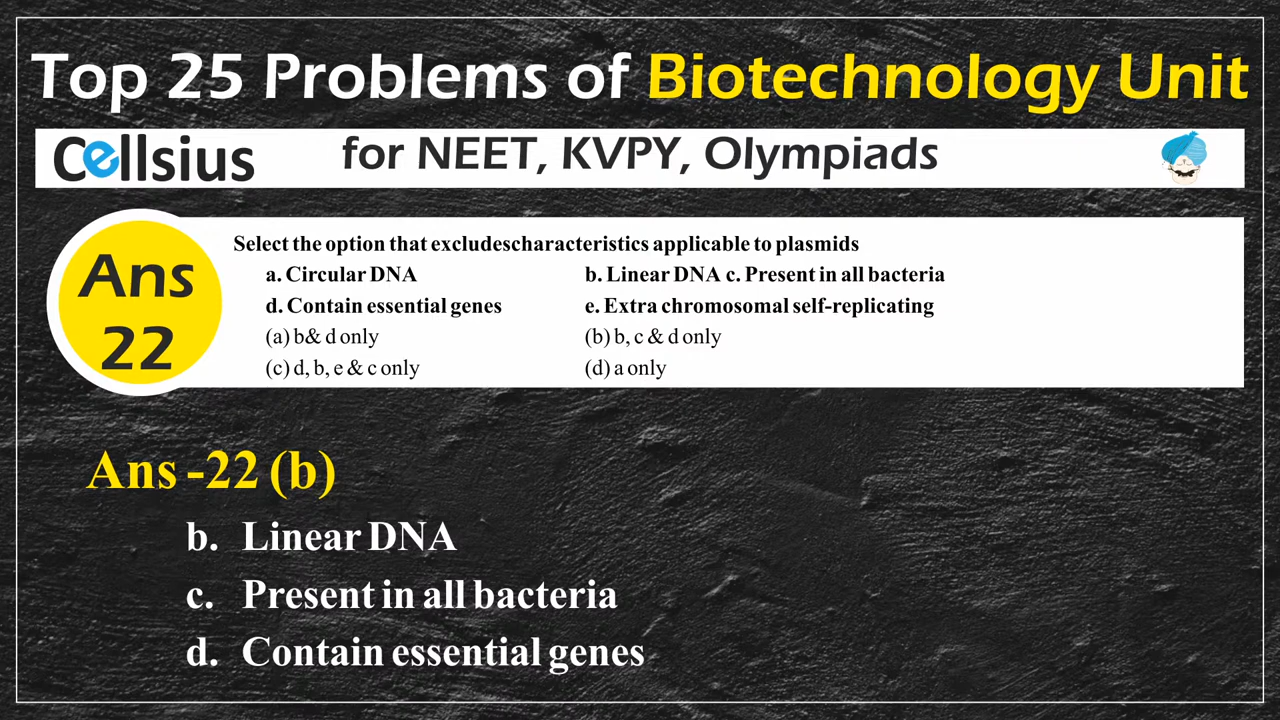 Top 25 Problems of Biotechnology Unit
Cellsius for NEET, KVPY, Olympiads
Ans
22
Select the option that excludescharacteristics applicable to plasmids
a. Circular DNA b. Linear DNA c. Present in all bacteria
d. Contain essential genes e. Extra chromosomal self-replicating
(a) b& d only (b) b, c & d only
(c) d, b, e & c only (d) a only
Ans -22 (b)
b. Linear DNA
c. Present in all bacteria
d. Contain essential genes